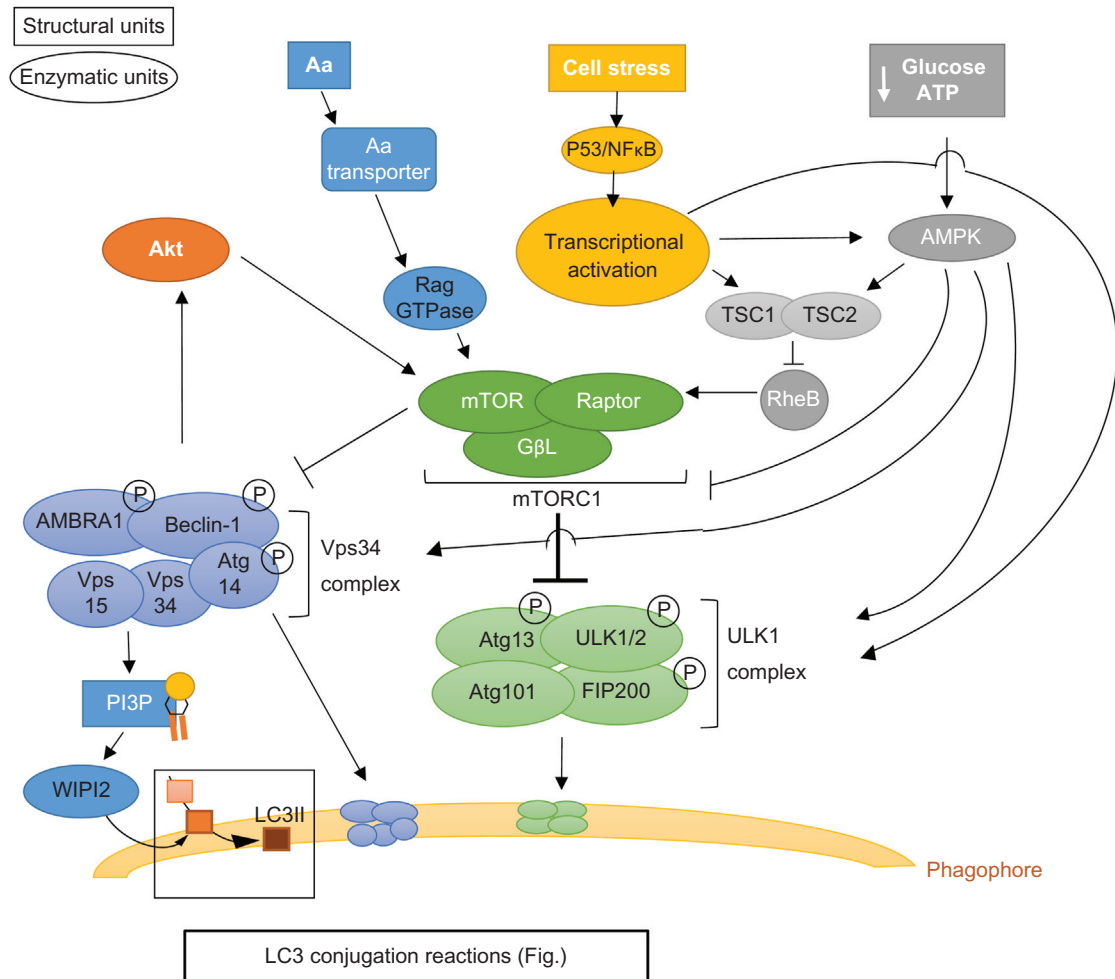 Structural units
Enzymatic units
Aa
Cell stress
Glucose
ATP
Aa
transporter
P53/NFκB
Akt
Transcriptional
activation
AMPK
Rag
GTPase
TSC1
TSC2
mTOR
Raptor
RheB
GβL
mTORC1
P
P
AMBRA1
Beclin-1
P
Vps
15
Vps
34
Atg
14
Vps34
complex
P
P
Atg13
ULK1/2
P
Atg101
FIP200
ULK1
complex
PI3P
WIPI2
LC3II
Phagophore
LC3 conjugation reactions (Fig.)